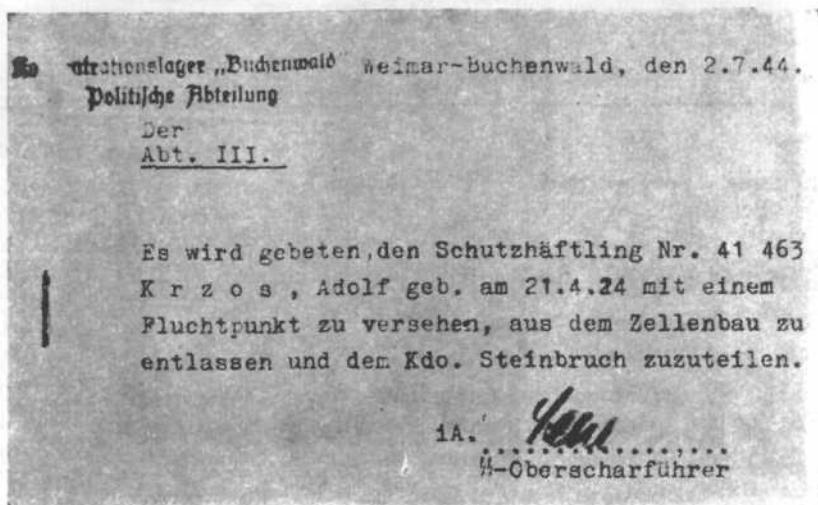 Ko ntrationslager „Buchenwald" Weimar-Buchenwald, den 2.7.44.
Politische Abteilung
Der
Abt. III.
Es wird gebeten,den Schutzhäftling Nr. 41 463
K r z o s , Adolf geb. am 21.4.24 mit einem
Fluchtpunkt zu versehen, aus dem Zellenbau zu
entlassen und dem Kdo. Steinbruch zuzuteilen.
iA.
ᛋᛋ-Oberscharführer